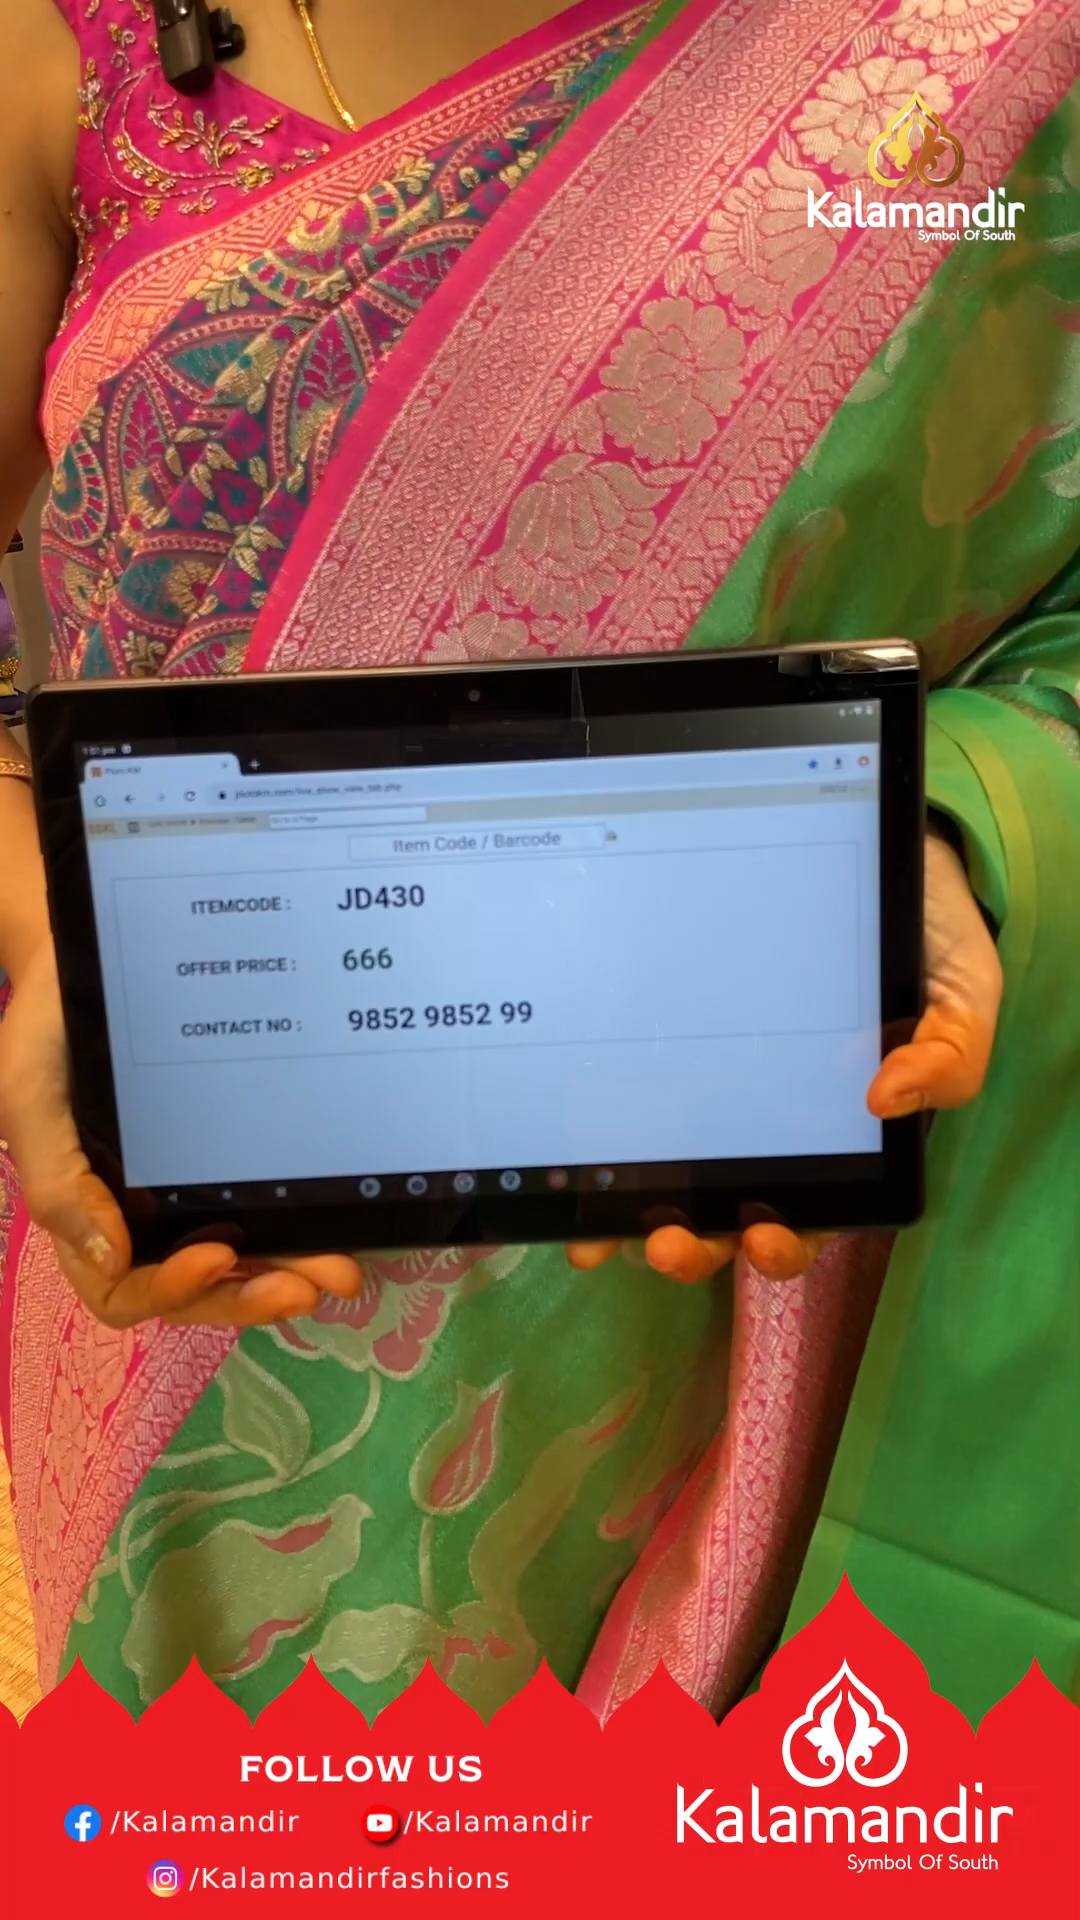 Kalamandir
Symbol Of South
Item Code / Barcode
ITEMCODE : JD430
OFFER PRICE : 666
CONTACT NO : 9852 9852 99
FOLLOW US
/Kalamandir
/Kalamandir
/Kalamandirfashions
Kalamandir
Symbol Of South